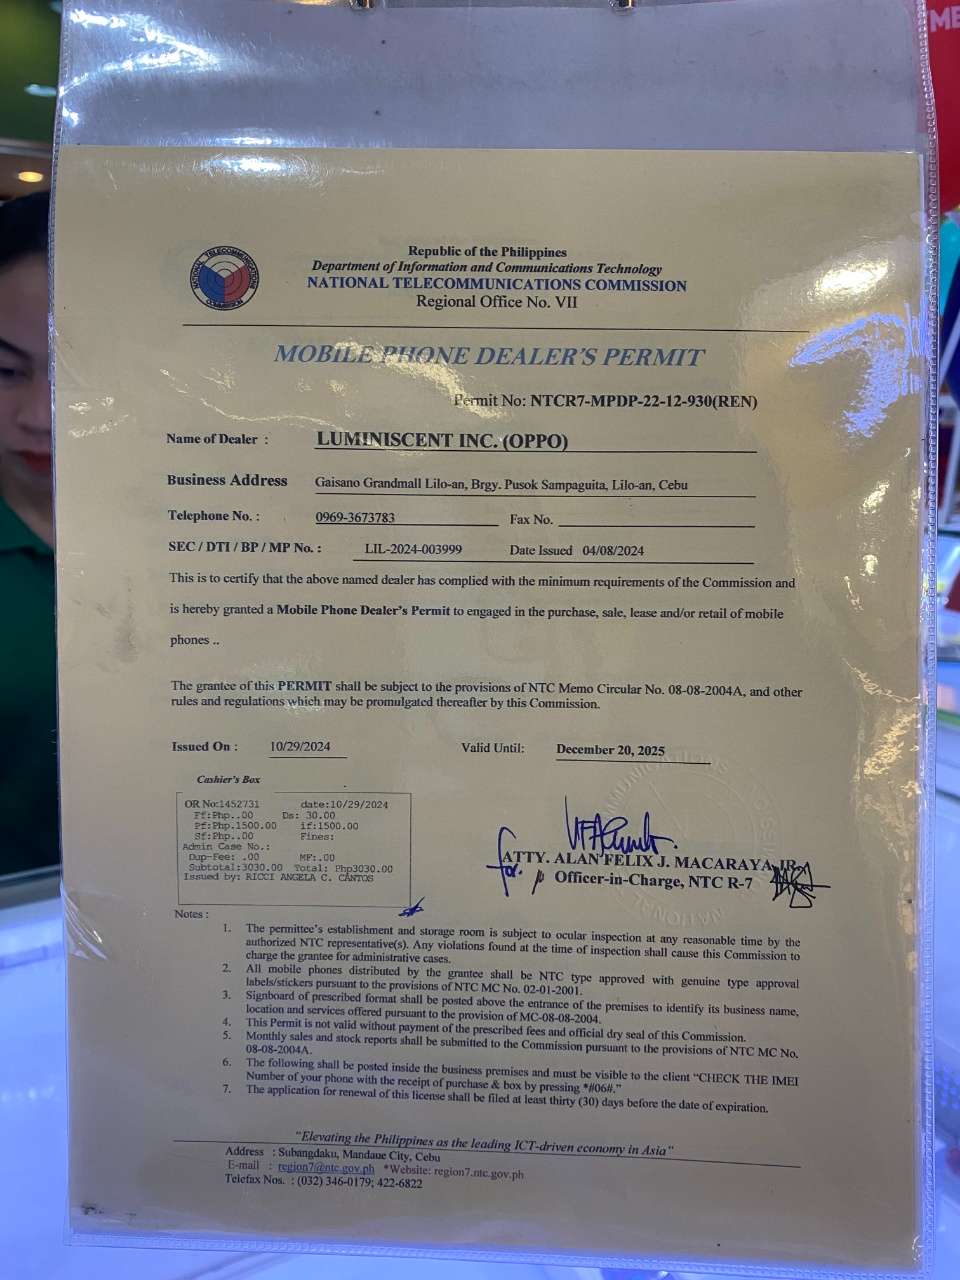 ME
NATIONAL TELECOMMUNICATIONS
COMMISSION
Republic of the Philippines
Department of Information and Communications Technology
NATIONAL TELECOMMUNICATIONS COMMISSION
Regional Office No. VII
MOBILE PHONE DEALER'S PERMIT
Permit No: NTCR7-MPDP-22-12-930(REN)
Name of Dealer : LUMINISCENT INC. (OPPO)
Business Address Gaisano Grandmall Lilo-an, Brgy. Pusok Sampaguita, Lilo-an, Cebu
Telephone No. : 0969-3673783 Fax No.
SEC / DTI / BP / MP No. : LIL-2024-003999 Date Issued 04/08/2024
This is to certify that the above named dealer has complied with the minimum requirements of the Commission and
is hereby granted a Mobile Phone Dealer's Permit to engaged in the purchase, sale, lease and/or retail of mobile
phones ..
The grantee of this PERMIT shall be subject to the provisions of NTC Memo Circular No. 08-08-2004A, and other
rules and regulations which may be promulgated thereafter by this Commission.
Issued On : 10/29/2024 Valid Until: December 20, 2025
Cashier's Box
OR No:1452731 date:10/29/2024
Ff:Php..00 Ds: 30.00
Pf:Php.1500.00 if:1500.00
Sf:Php..00 Fines:
Admin Case No.:
Dup-Fee: .00 MF:.00
Subtotal:3030.00 Total: Php3030.00
Issued by: RICCI ANGELA C. CANTOS
for.
ATTY. ALAN FELIX J. MACARAYA, JR.
Officer-in-Charge, NTC R-7
Notes :
1. The permittee's establishment and storage room is subject to ocular inspection at any reasonable time by the
authorized NTC representative(s). Any violations found at the time of inspection shall cause this Commission to
charge the grantee for administrative cases.
2. All mobile phones distributed by the grantee shall be NTC type approved with genuine type approval
labels/stickers pursuant to the provisions of NTC MC No. 02-01-2001.
3. Signboard of prescribed format shall be posted above the entrance of the premises to identify its business name,
location and services offered pursuant to the provision of MC-08-08-2004.
4. This Permit is not valid without payment of the prescribed fees and official dry seal of this Commission.
5. Monthly sales and stock reports shall be submitted to the Commission pursuant to the provisions of NTC MC No.
08-08-2004A.
6. The following shall be posted inside the business premises and must be visible to the client "CHECK THE IMEI
Number of your phone with the receipt of purchase & box by pressing *#06#."
7. The application for renewal of this license shall be filed at least thirty (30) days before the date of expiration.
"Elevating the Philippines as the leading ICT-driven economy in Asia"
Address : Subangdaku, Mandaue City, Cebu
E-mail : region7@ntc.gov.ph *Website: region7.ntc.gov.ph
Telefax Nos. : (032) 346-0179; 422-6822